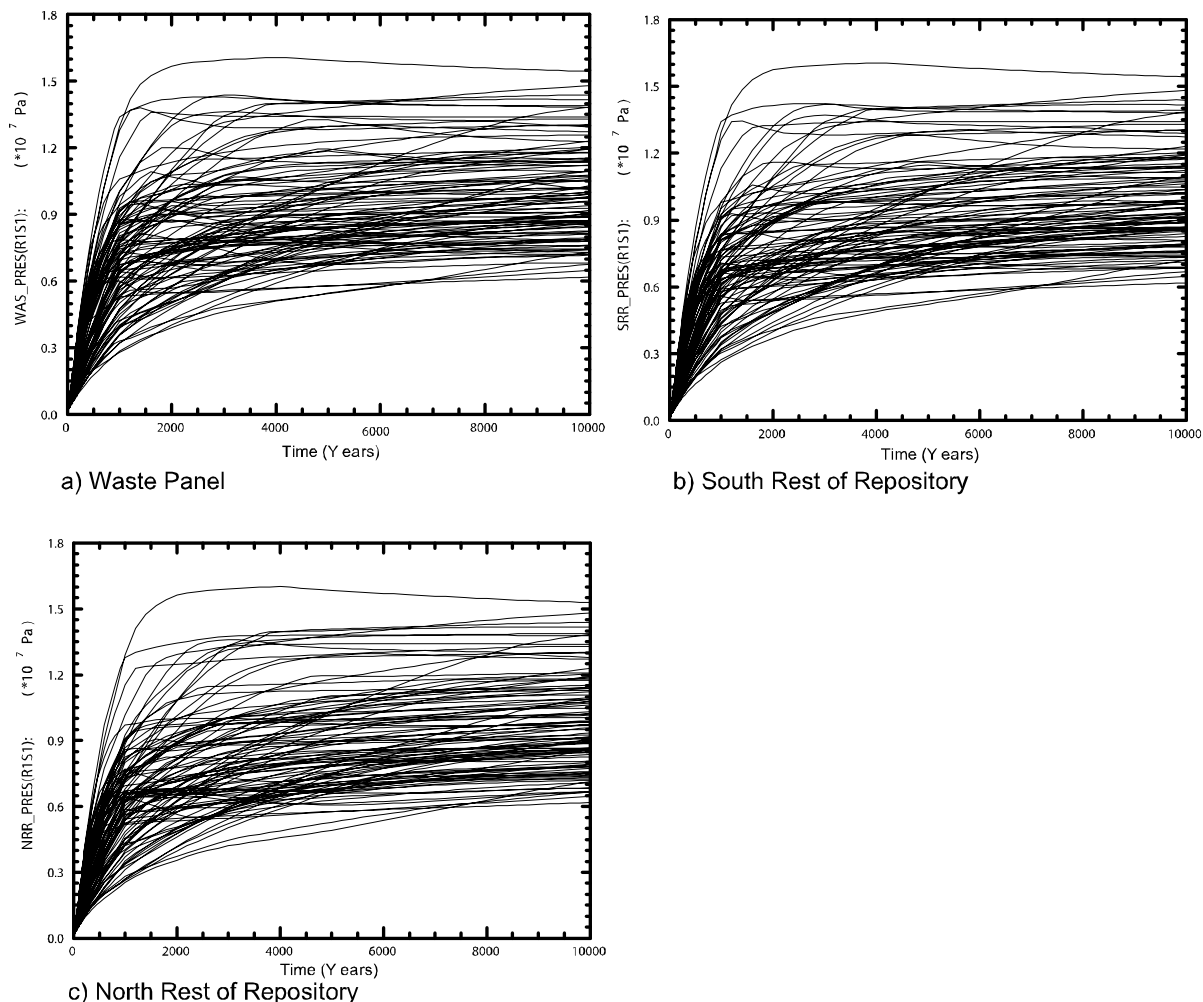 1.8
1.5
1.2
0.9
0.6
0.3
0.0
WAS_PRES(R1S1): (*10 7 Pa)
0 2000 4000 6000 8000 10000
Time (Y ears)
a) Waste Panel
1.8
1.5
1.2
0.9
0.6
0.3
0.0
SRR_PRES(R1S1): (*10 7 Pa)
0 2000 4000 6000 8000 10000
Time (Y ears)
b) South Rest of Repository
1.8
1.5
1.2
0.9
0.6
0.3
0.0
NRR_PRES(R1S1): (*10 7 Pa)
0 2000 4000 6000 8000 10000
Time (Y ears)
c) North Rest of Repository